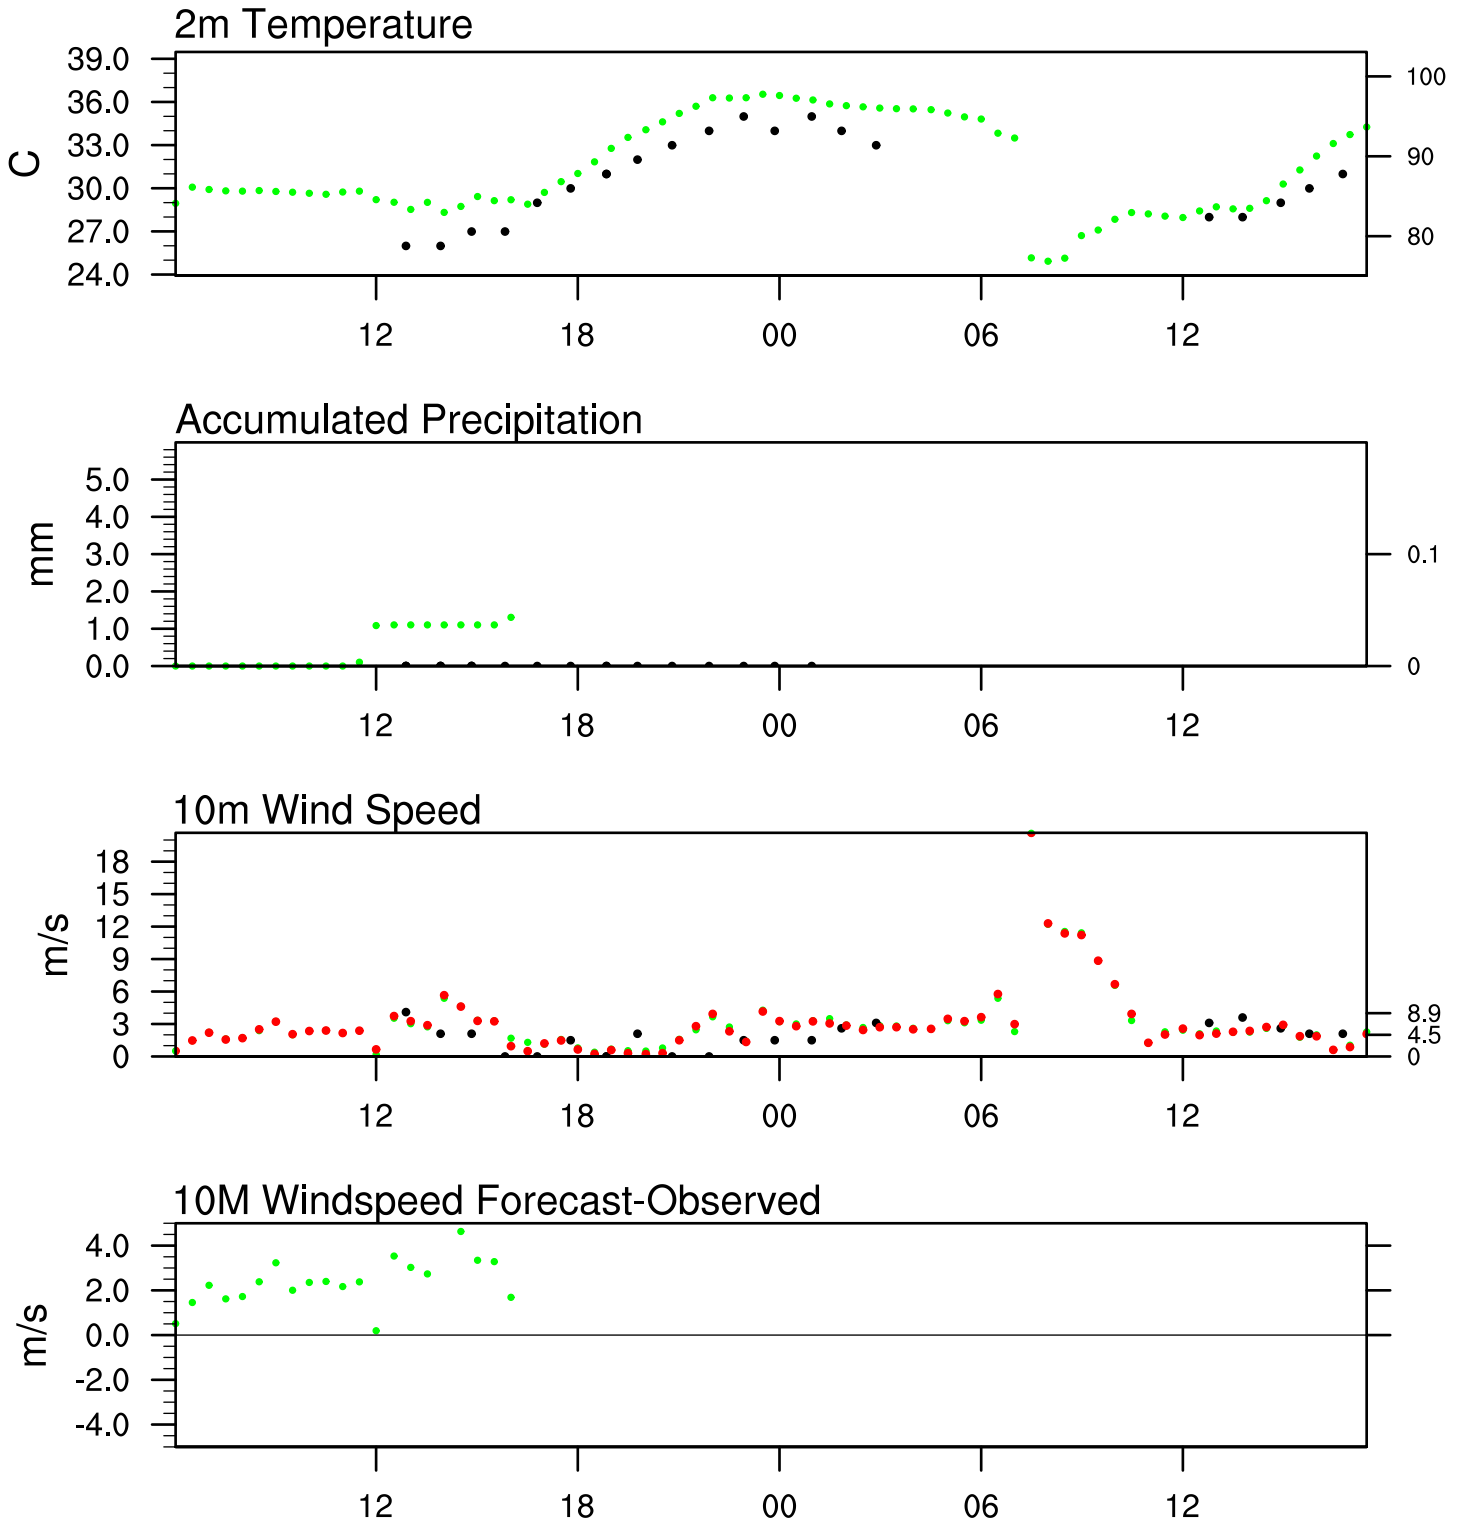 2m Temperature
39.0
36.0
33.0
30.0
27.0
24.0
C
100
90
80
12 18 00 06 12
Accumulated Precipitation
5.0
4.0
3.0
2.0
1.0
0.0
mm
0.1
0
12 18 00 06 12
10m Wind Speed
18
15
12
9
6
3
0
m/s
8.9
4.5
0
12 18 00 06 12
10M Windspeed Forecast-Observed
4.0
2.0
0.0
-2.0
-4.0
m/s
12 18 00 06 12